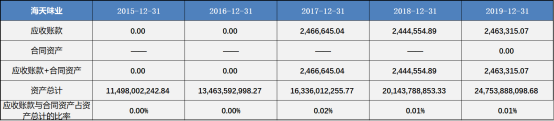 海天味业 2015-12-31 2016-12-31 2017-12-31 2018-12-31 2019-12-31
应收账款 0.00 0.00 2,466,645.04 2,444,554.89 2,463,315.07
合同资产 —— —— —— —— 0.00
应收账款+合同资产 0.00 0.00 2,466,645.04 2,444,554.89 2,463,315.07
资产总计 11,498,002,242.84 13,463,592,998.27 16,336,012,255.77 20,143,788,853.33 24,753,888,098.68
应收账款与合同资产占资
产总计的比率 0.00% 0.00% 0.02% 0.01% 0.01%